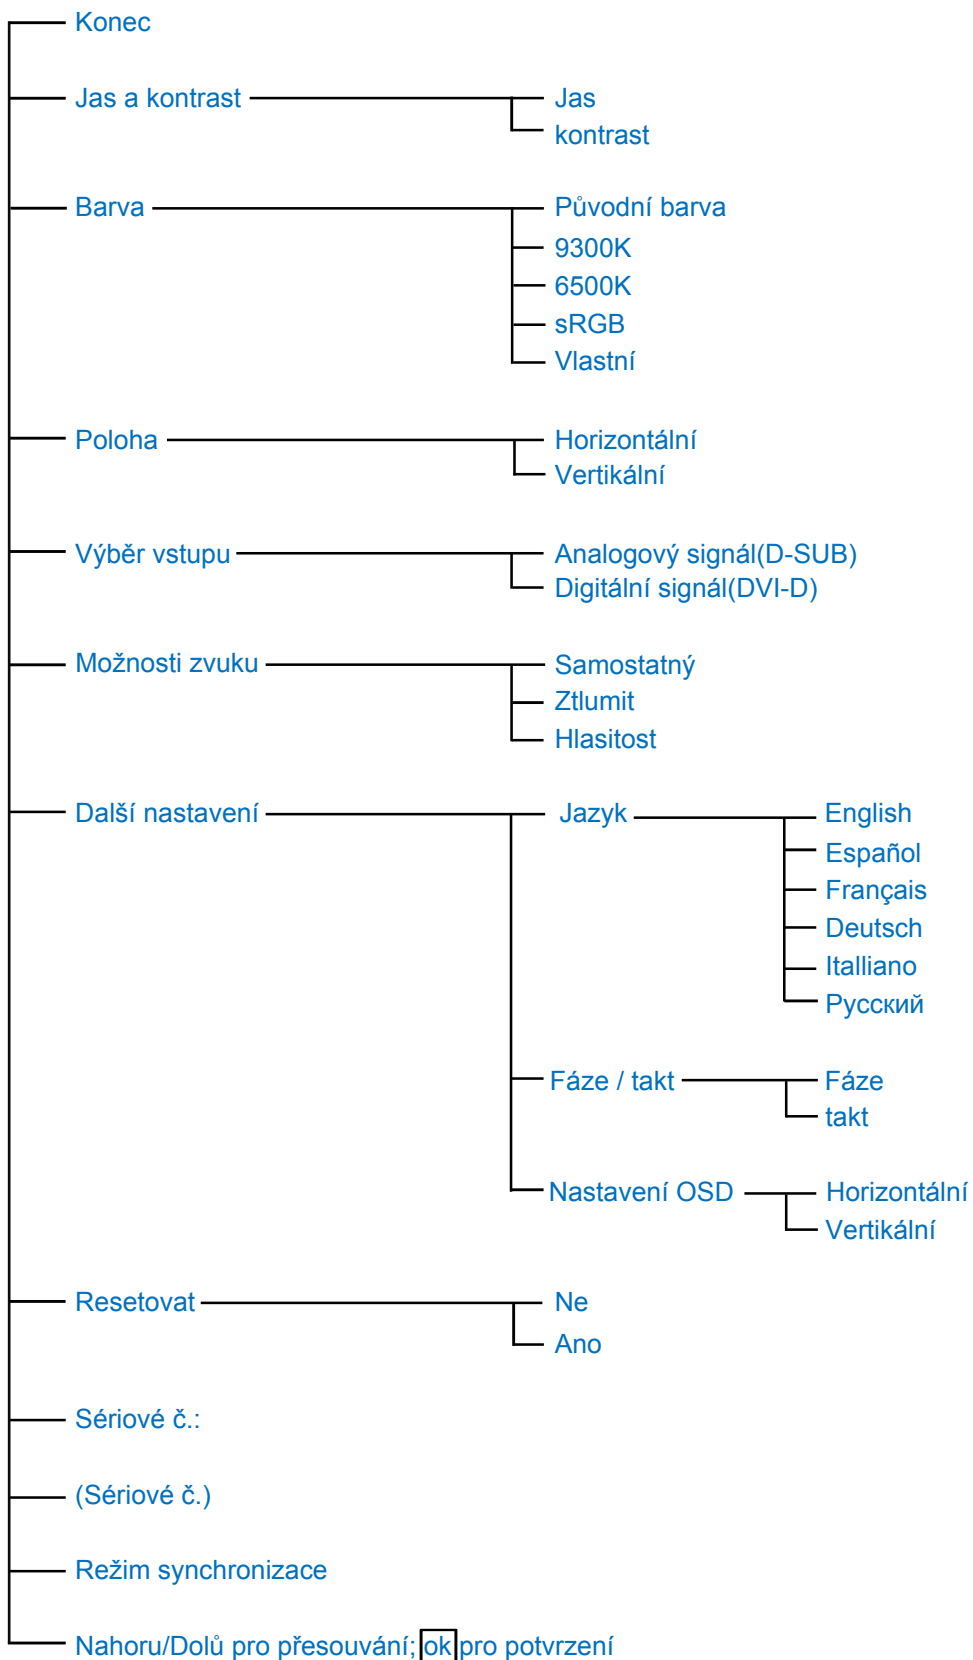 Konec
Jas a kontrast
Jas
kontrast
Barva
Původní barva
9300K
6500K
sRGB
Vlastní
Poloha
Horizontální
Vertikální
Výběr vstupu
Analogový signál(D-SUB)
Digitální signál(DVI-D)
Možnosti zvuku
Samostatný
Ztlumit
Hlasitost
Další nastavení
Jazyk
English
Español
Français
Deutsch
Italliano
Русский
Fáze / takt
Fáze
takt
Nastavení OSD
Horizontální
Vertikální
Resetovat
Ne
Ano
Sériové č.:
(Sériové č.)
Režim synchronizace
Nahoru/Dolů pro přesouvání; ok pro potvrzení